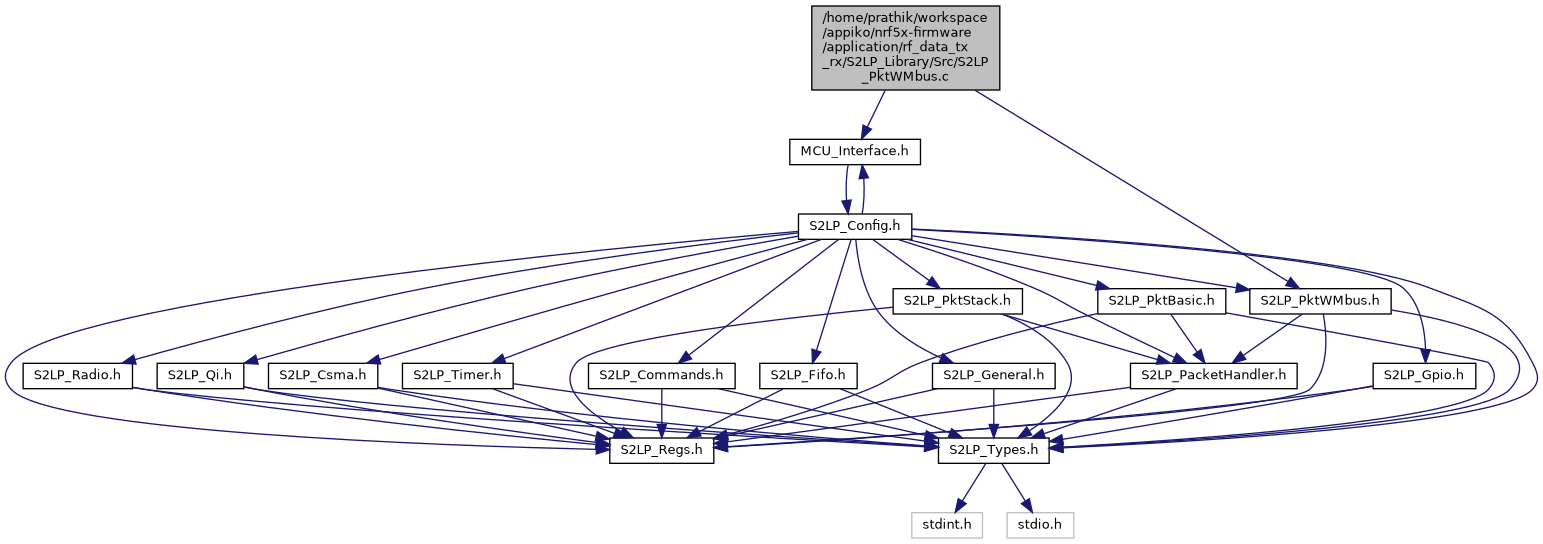 /home/prathik/workspace
/appiko/nrf5x-firmware
/application/rf_data_tx
_rx/S2LP_Library/Src/S2LP
_PktWMbus.c
MCU_Interface.h
S2LP_Config.h
S2LP_PktStack.h
S2LP_PktBasic.h
S2LP_PktWMbus.h
S2LP_Radio.h
S2LP_Qi.h
S2LP_Csma.h
S2LP_Timer.h
S2LP_Commands.h
S2LP_Fifo.h
S2LP_General.h
S2LP_PacketHandler.h
S2LP_Gpio.h
S2LP_Regs.h
S2LP_Types.h
stdint.h
stdio.h